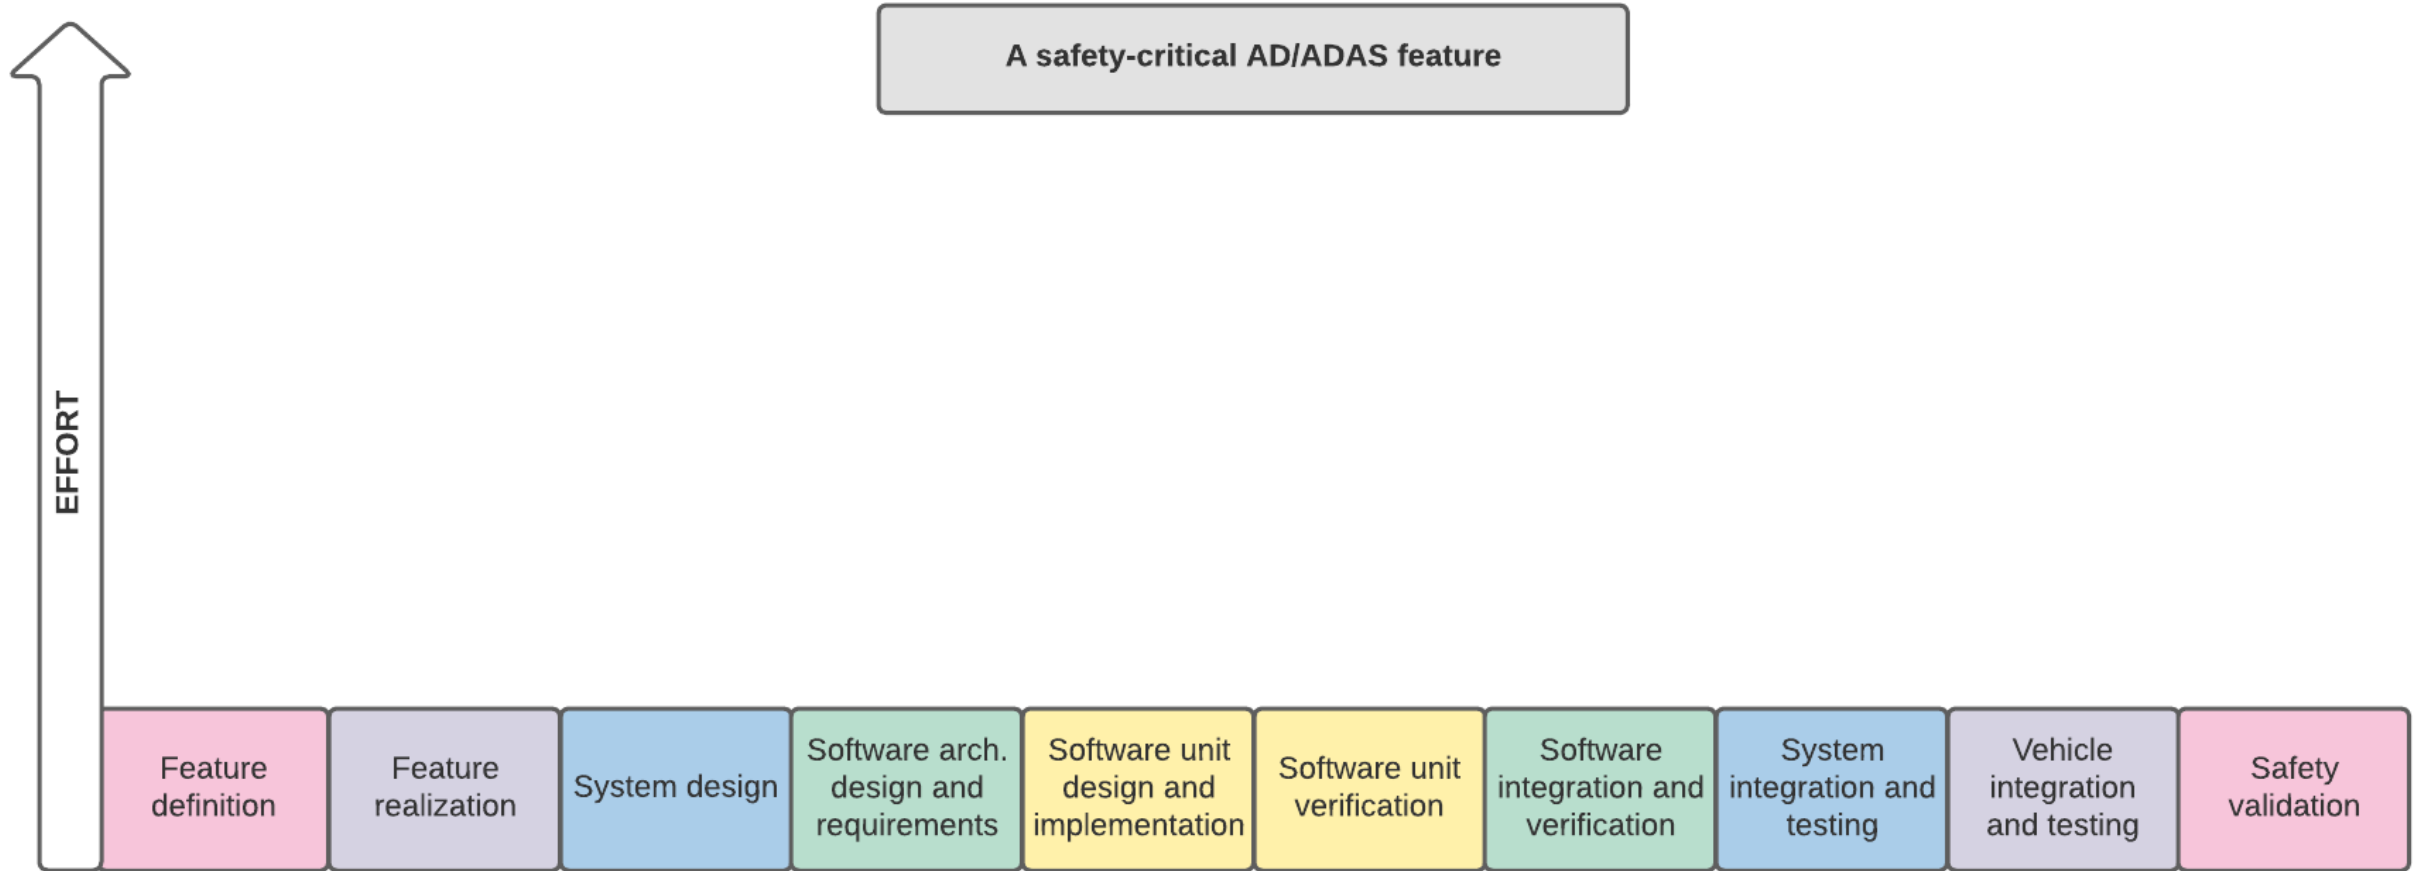 A safety-critical AD/ADAS feature
EFFORT
Feature
definition
Feature
realization
System design
Software arch.
design and
requirements
Software unit
design and
implementation
Software unit
verification
Software
integration and
verification
System
integration and
testing
Vehicle
integration
and testing
Safety
validation